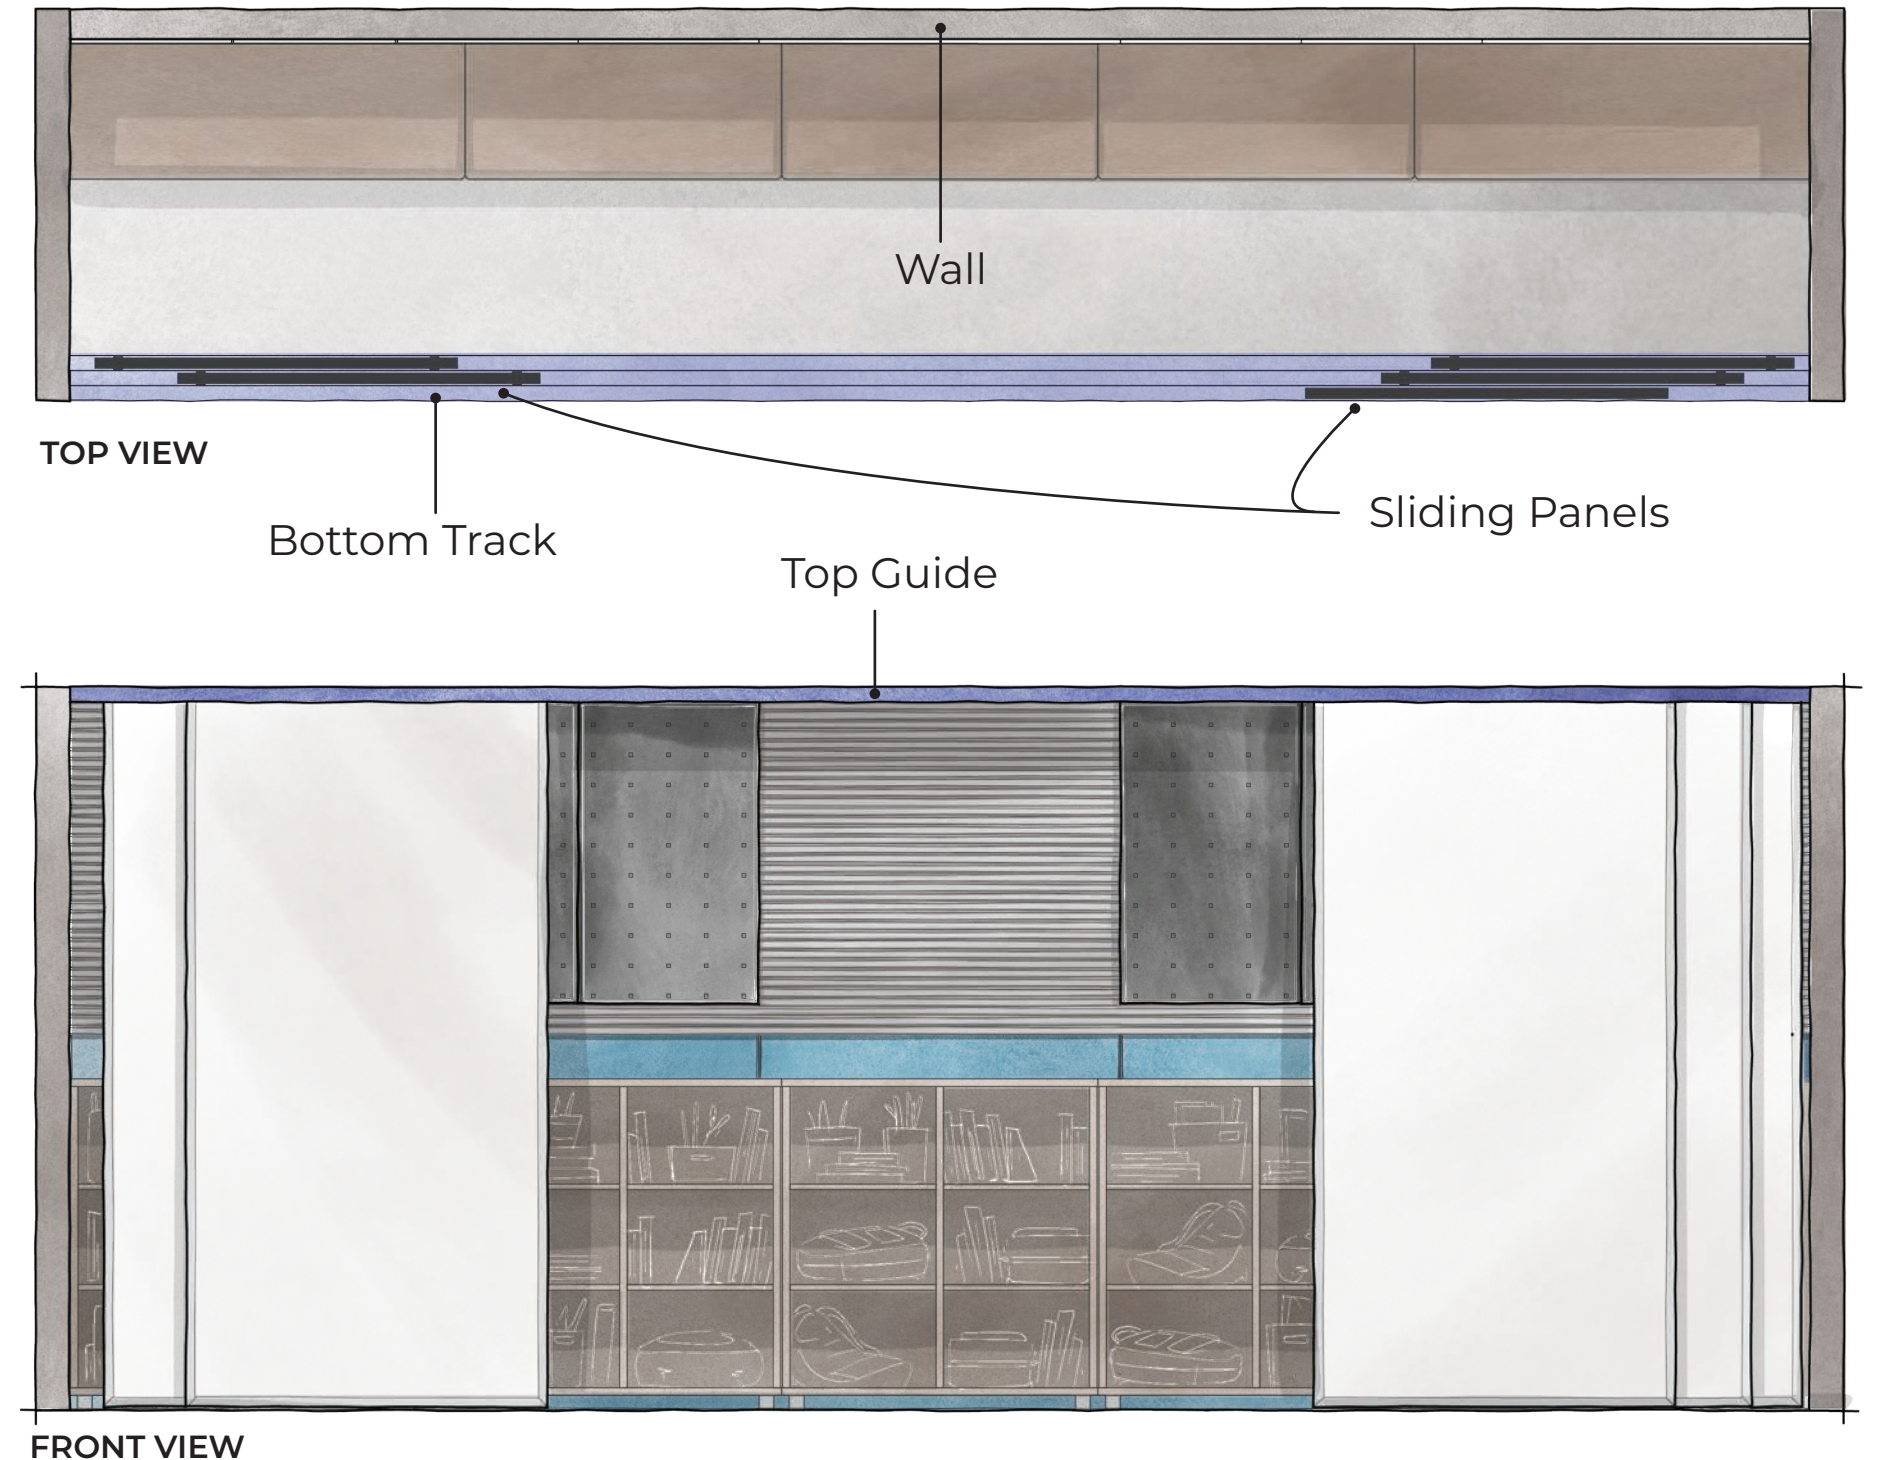 Wall
TOP VIEW
Bottom Track
Sliding Panels
Top Guide
FRONT VIEW